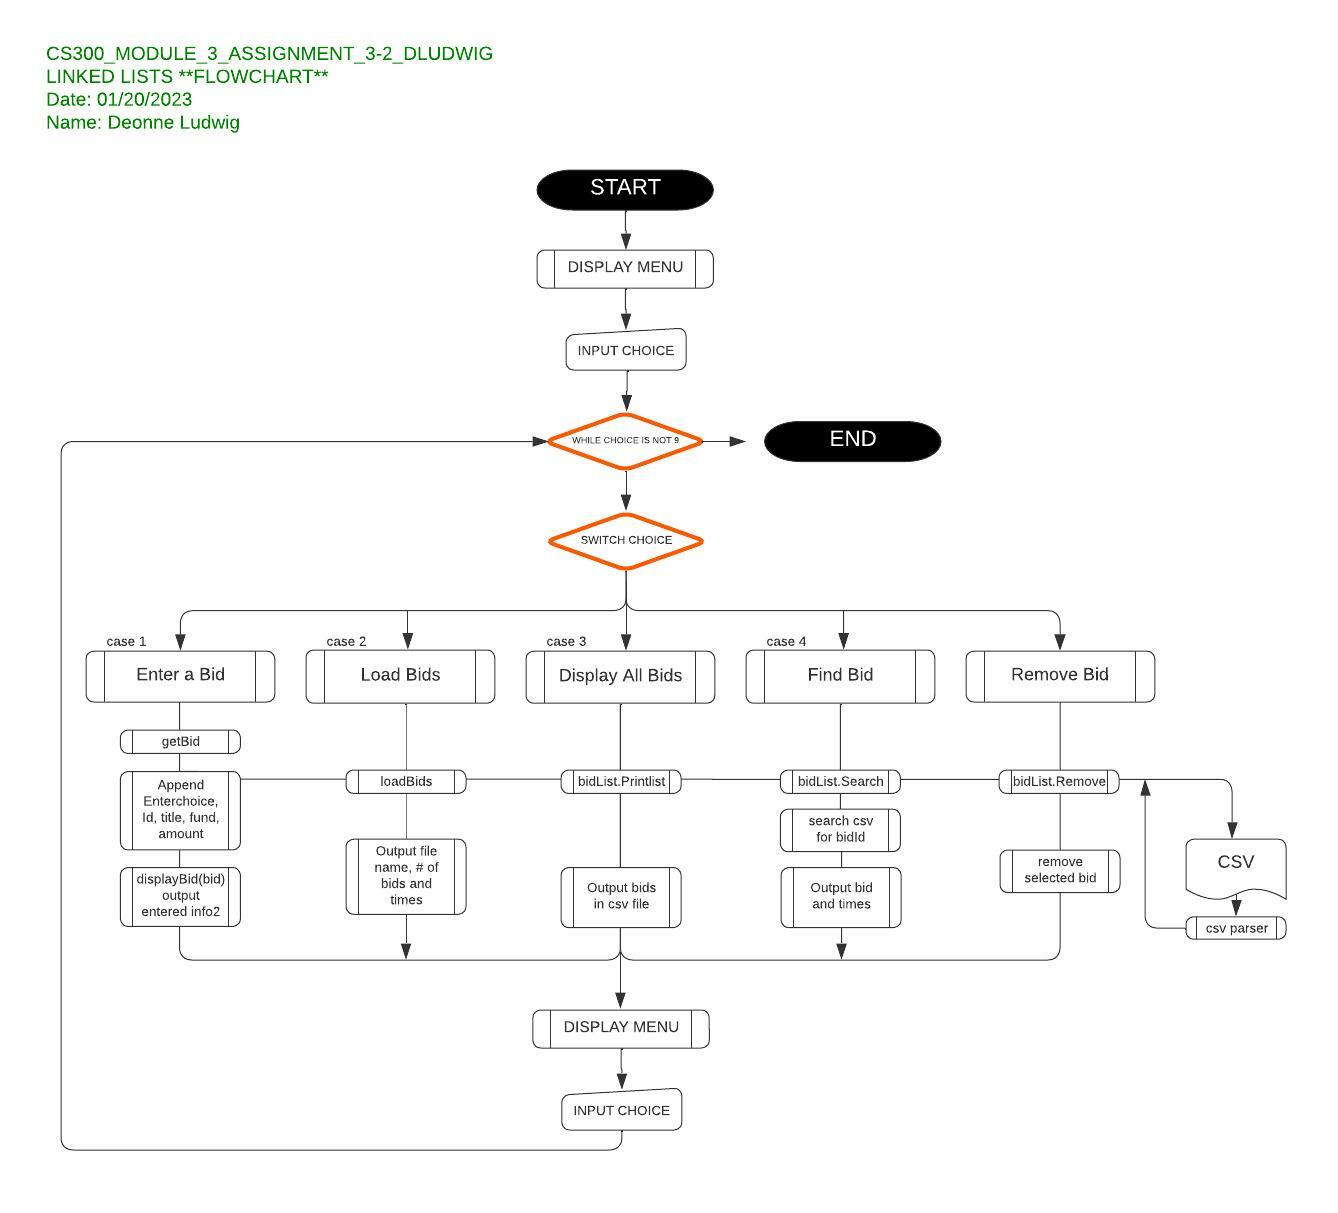 CS300_MODULE_3_ASSIGNMENT_3-2_DLUDWIG
LINKED LISTS **FLOWCHART**
Date: 01/20/2023
Name: Deonne Ludwig
START
DISPLAY MENU
INPUT CHOICE
WHILE CHOICE IS NOT 9
END
SWITCH CHOICE
case 1
Enter a Bid
getBid
Append
Enterchoice,
Id, title, fund,
amount
displayBid(bid)
output
entered info2
case 2
Load Bids
loadBids
Output file
name, # of
bids and
times
case 3
Display All Bids
bidList.Printlist
Output bids
in csv file
case 4
Find Bid
bidList.Search
search csv
for bidId
Output bid
and times
Remove Bid
bidList.Remove
remove
selected bid
CSV
csv parser
DISPLAY MENU
INPUT CHOICE